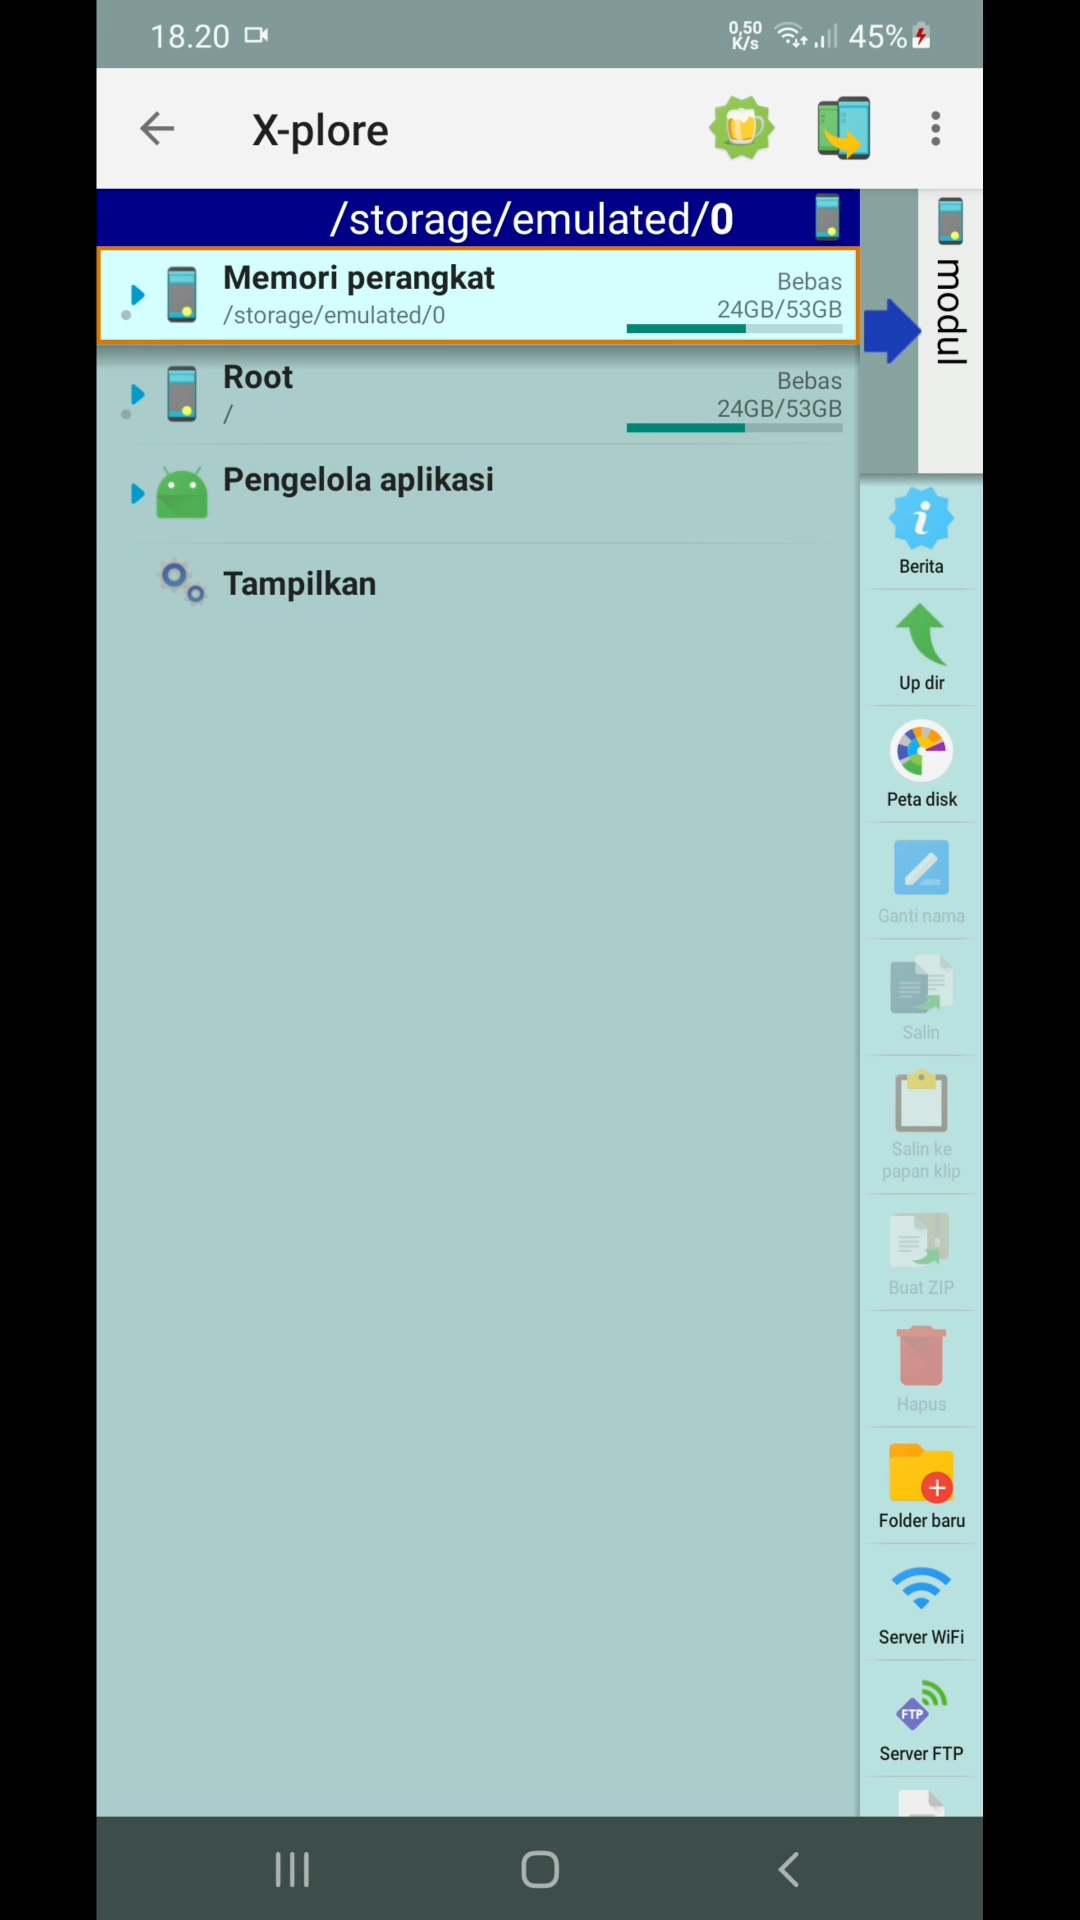 18.20
0,50
K/s
45%
X-plore
/storage/emulated/0
modul
Memori perangkat
/storage/emulated/0
Bebas
24GB/53GB
Root
/
Bebas
24GB/53GB
Pengelola aplikasi
Tampilkan
Berita
Up dir
Peta disk
Ganti nama
Salin
Salin ke
papan klip
Buat ZIP
Hapus
Folder baru
Server WiFi
FTP
Server FTP